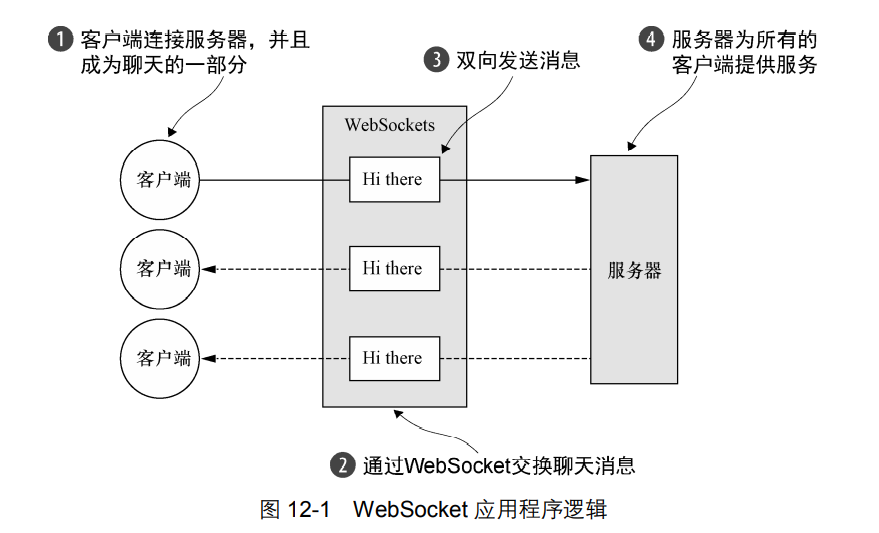 1 客户端连接服务器，并且
成为聊天的一部分
3 双向发送消息
4 服务器为所有的
客户端提供服务
WebSockets
客户端
Hi there
客户端
Hi there
服务器
客户端
Hi there
2 通过WebSocket交换聊天消息
图 12-1 WebSocket 应用程序逻辑